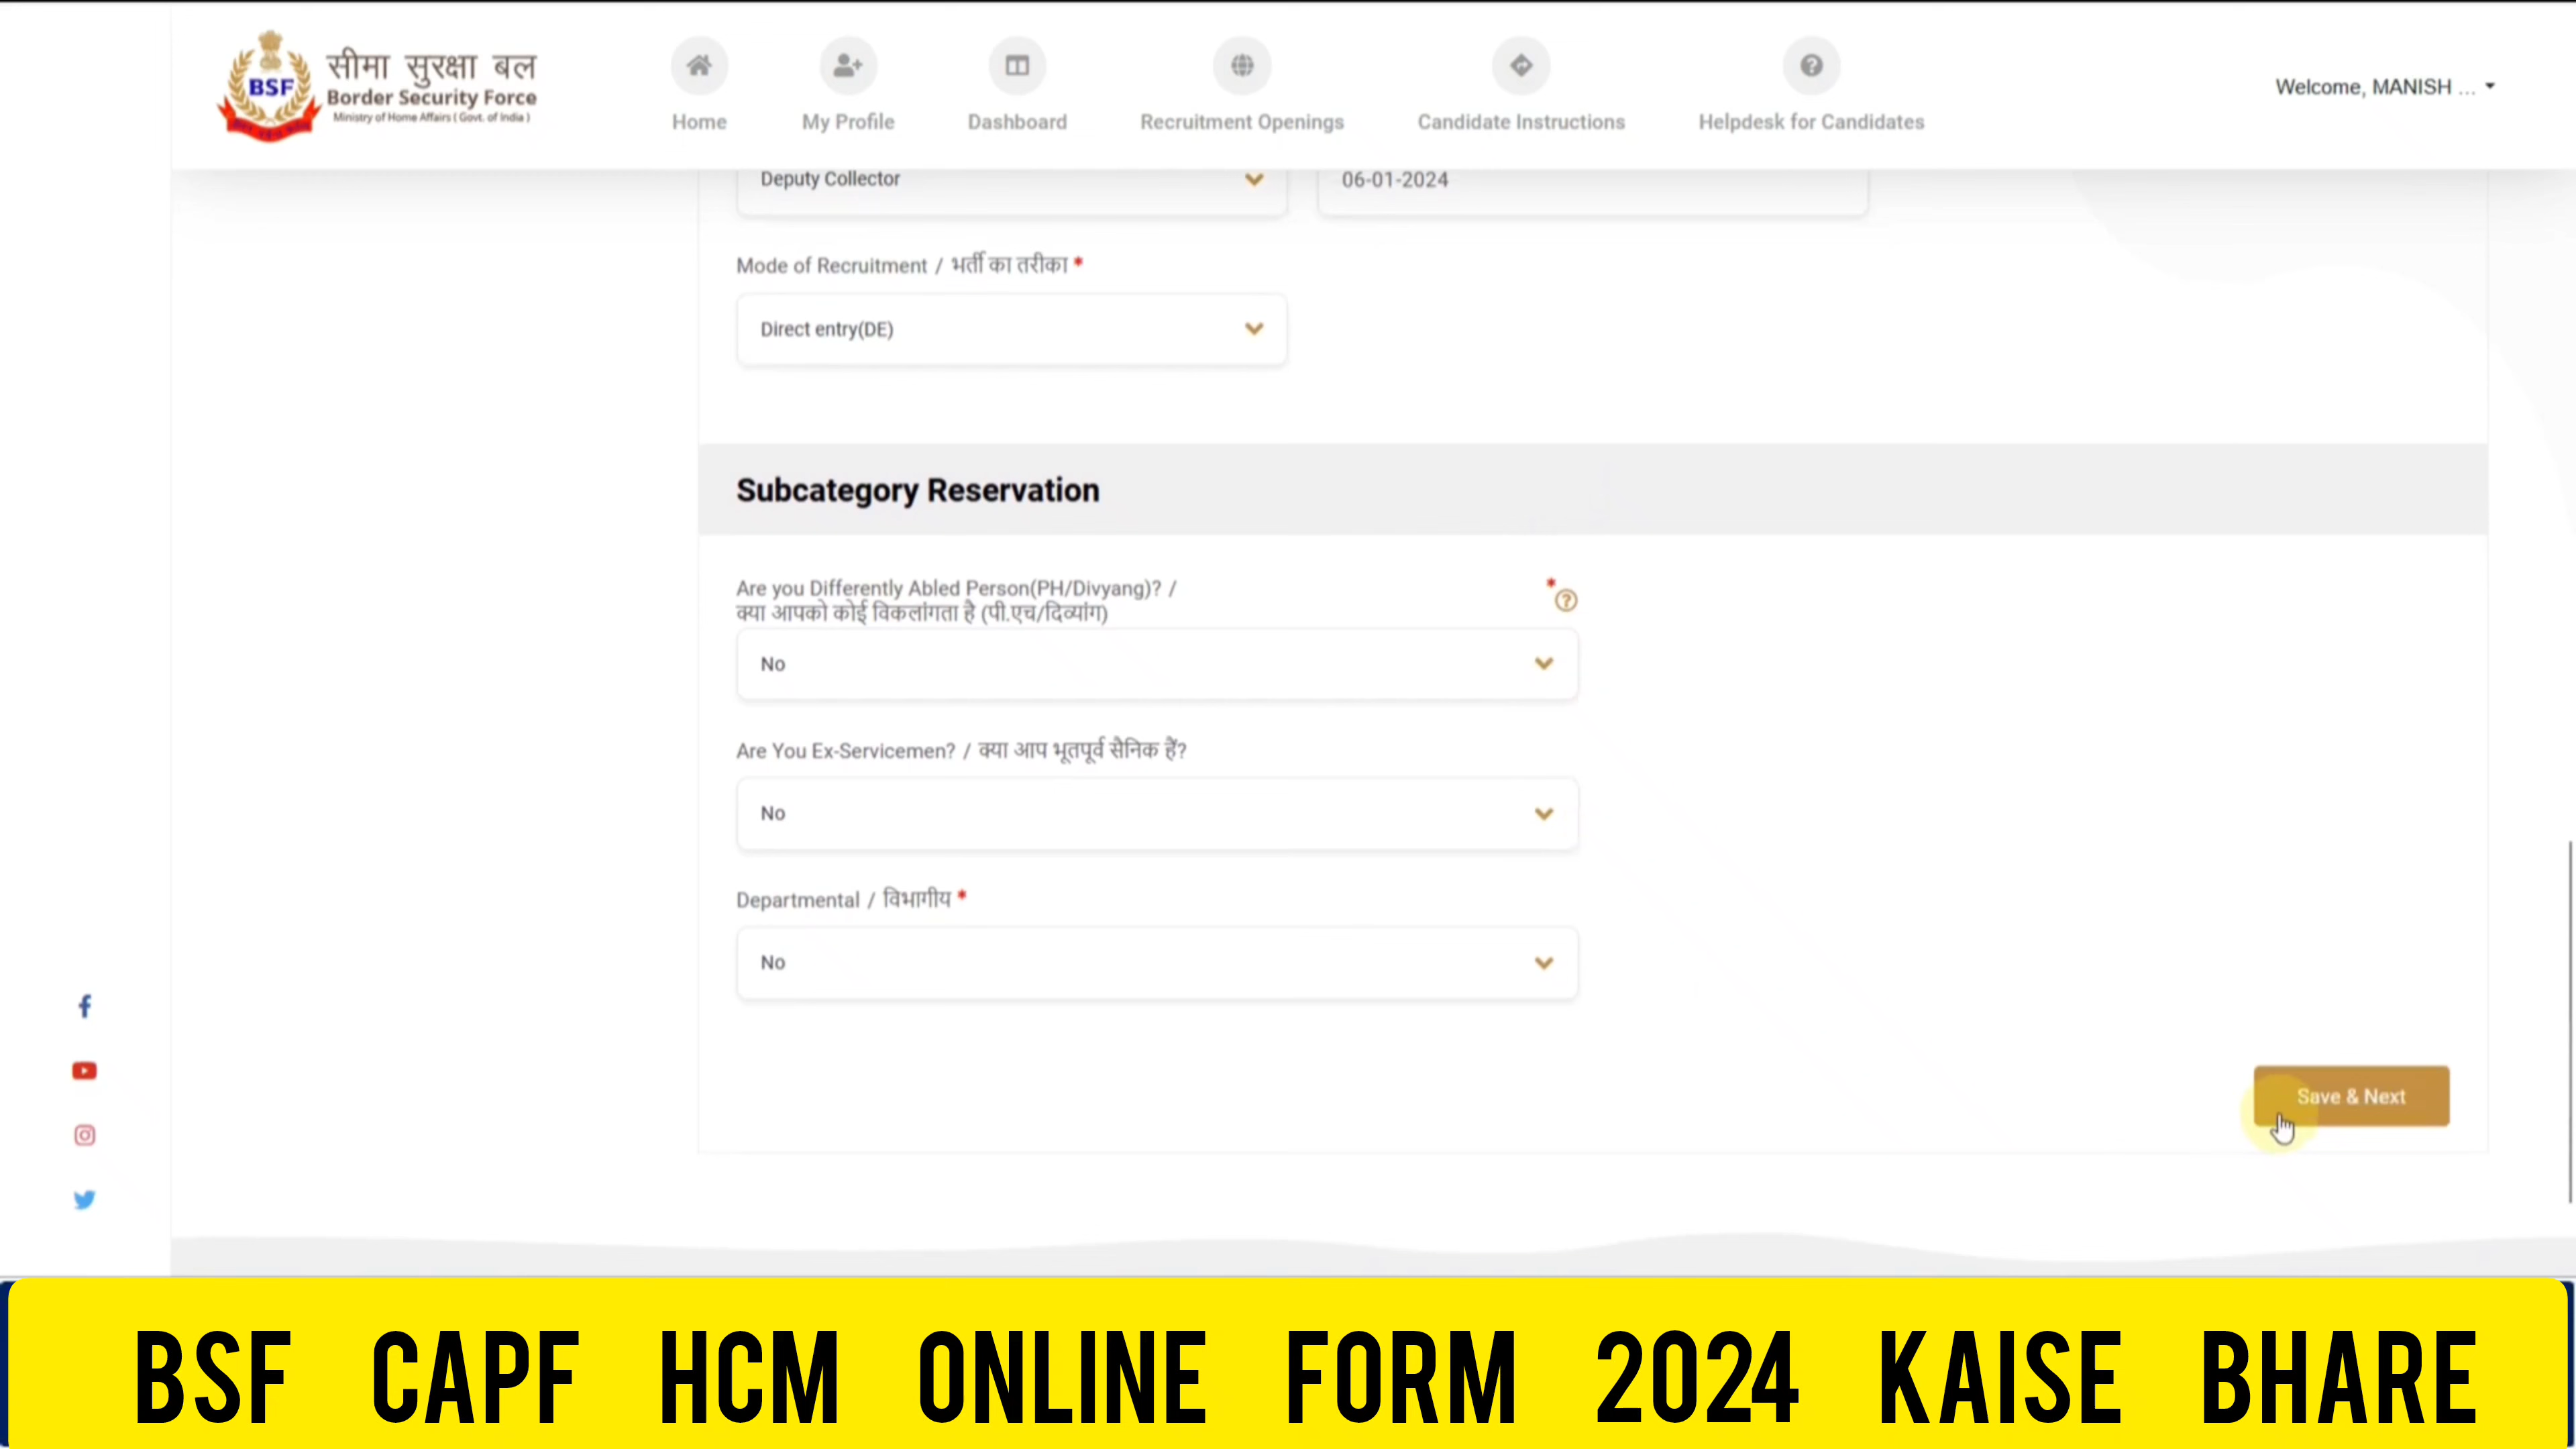 सीमा सुरक्षा बल
BSF
Border Security Force
Ministry of Home Affairs ( Govt. of India )
Home
My Profile
Dashboard
Recruitment Openings
Candidate Instructions
Helpdesk for Candidates
Welcome, MANISH ...
Deputy Collector
06-01-2024
Mode of Recruitment / भर्ती का तरीका *
Direct entry(DE)
Subcategory Reservation
Are you Differently Abled Person(PH/Divyang)? / *
क्या आपको कोई विकलांगता है (पी.एच/दिव्यांग)
No
Are You Ex-Servicemen? / क्या आप भूतपूर्व सैनिक हैं?
No
Departmental / विभागीय *
No
Save & Next
BSF CAPF HCM ONLINE FORM 2024 KAISE BHARE